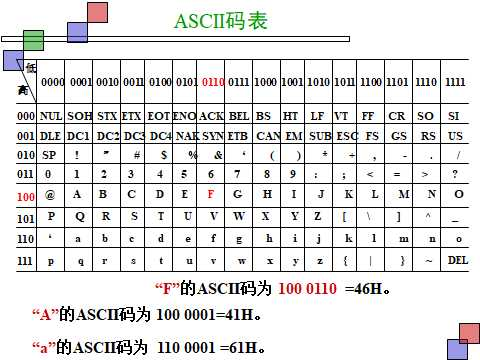 ASCII码表
低
高
0000 0001 0010 0011 0100 0101 0110 0111 1000 1001 1010 1011 1100 1101 1110 1111
000 NUL SOH STX ETX EOT ENO ACK BEL BS HT LF VT FF CR SO SI
001 DLE DC1 DC2 DC3 DC4 NAK SYN ETB CAN EM SUB ESC FS GS RS US
010 SP ! ″ # $ % & ‘ ( ) * + , - . /
011 0 1 2 3 4 5 6 7 8 9 : ; < = > ?
100 @ A B C D E F G H I J K L M N O
101 P Q R S T U V W X Y Z [ \ ] ^ _
110 ‘ a b c d e f g h i j k l m n o
111 p q r s t u v w x y z { | } ~ DEL
“F”的ASCII码为 100 0110 =46H。
“A”的ASCII码为 100 0001=41H。
“a”的ASCII码为 110 0001 =61H。